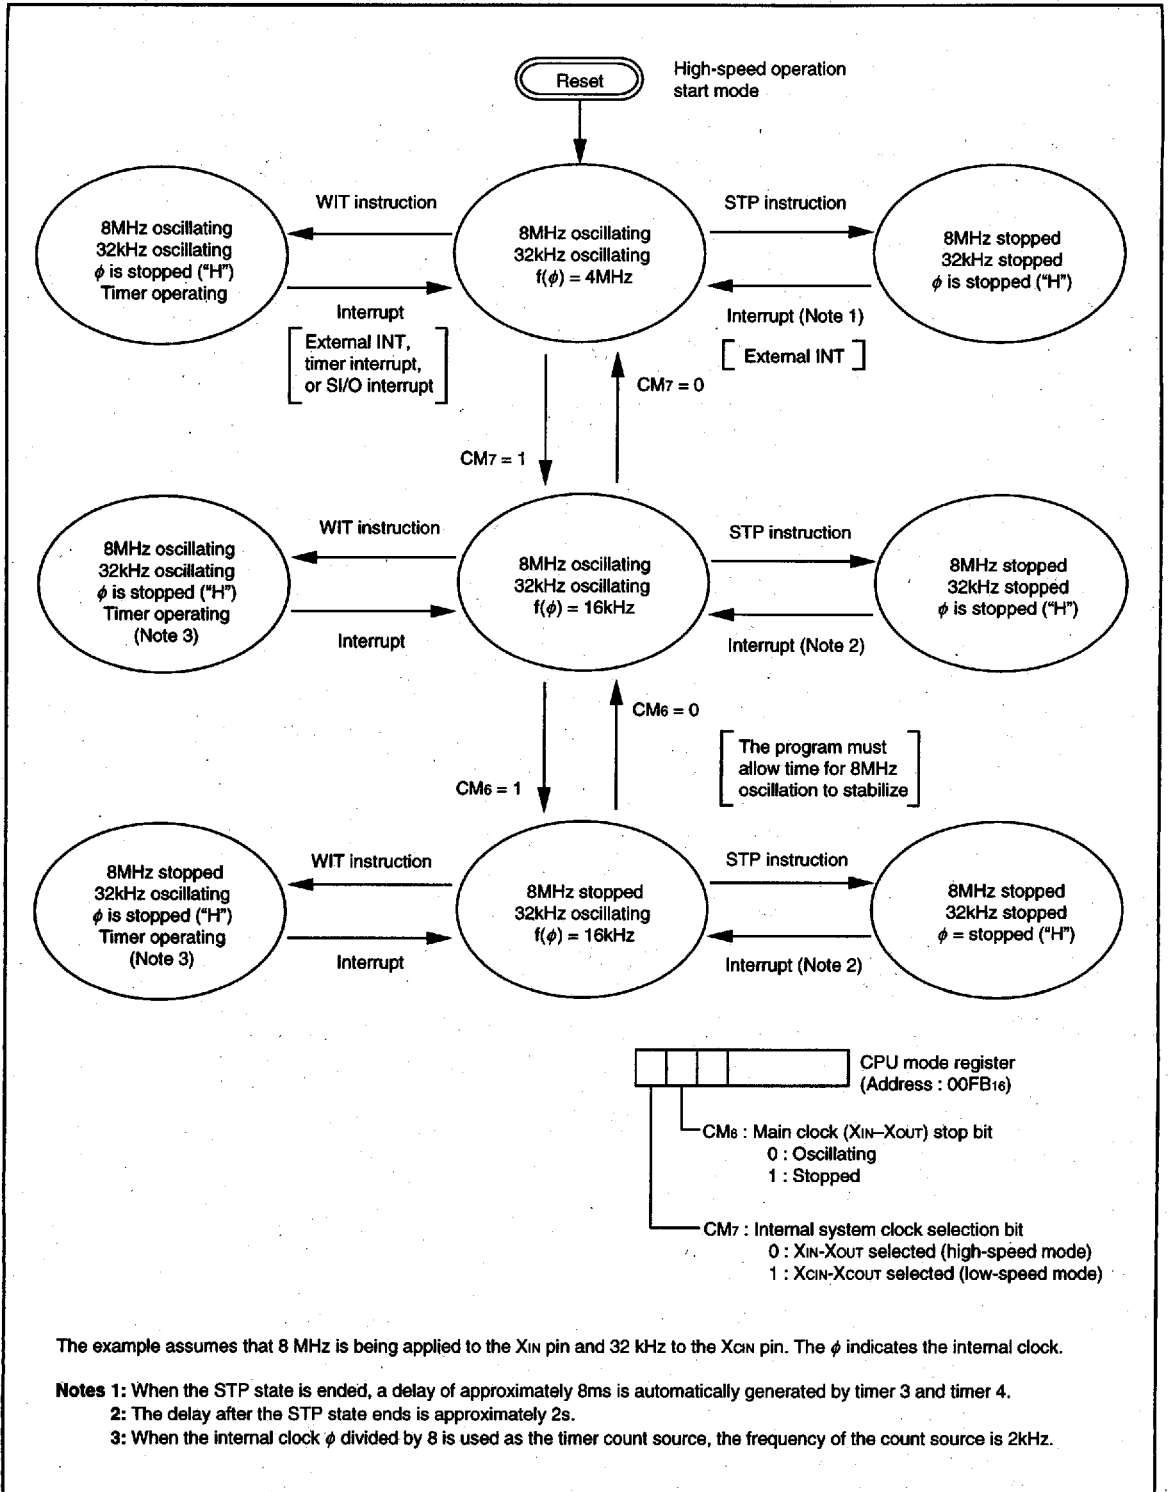 Reset
High-speed operation
start mode
WIT instruction
STP instruction
8MHz oscillating
32kHz oscillating
ϕ is stopped ("H")
Timer operating
8MHz oscillating
32kHz oscillating
f(ϕ) = 4MHz
8MHz stopped
32kHz stopped
ϕ is stopped ("H")
Interrupt
External INT,
timer interrupt,
or SI/O interrupt
Interrupt (Note 1)
External INT
CM7 = 0
CM7 = 1
WIT instruction
STP instruction
8MHz oscillating
32kHz oscillating
ϕ is stopped ("H")
Timer operating
(Note 3)
8MHz oscillating
32kHz oscillating
f(ϕ) = 16kHz
8MHz stopped
32kHz stopped
ϕ is stopped ("H")
Interrupt
Interrupt (Note 2)
CM6 = 0
CM6 = 1
The program must
allow time for 8MHz
oscillation to stabilize
WIT instruction
STP instruction
8MHz stopped
32kHz oscillating
ϕ is stopped ("H")
Timer operating
(Note 3)
8MHz stopped
32kHz oscillating
f(ϕ) = 16kHz
8MHz stopped
32kHz stopped
ϕ = stopped ("H")
Interrupt
Interrupt (Note 2)
CPU mode register
(Address : 00FB16)
CM6 : Main clock (XIN–XOUT) stop bit
0 : Oscillating
1 : Stopped
CM7 : Internal system clock selection bit
0 : XIN-XOUT selected (high-speed mode)
1 : XCIN-XCOUT selected (low-speed mode)
The example assumes that 8 MHz is being applied to the XIN pin and 32 kHz to the XCIN pin. The ϕ indicates the internal clock.
Notes 1: When the STP state is ended, a delay of approximately 8ms is automatically generated by timer 3 and timer 4.
2: The delay after the STP state ends is approximately 2s.
3: When the internal clock ϕ divided by 8 is used as the timer count source, the frequency of the count source is 2kHz.